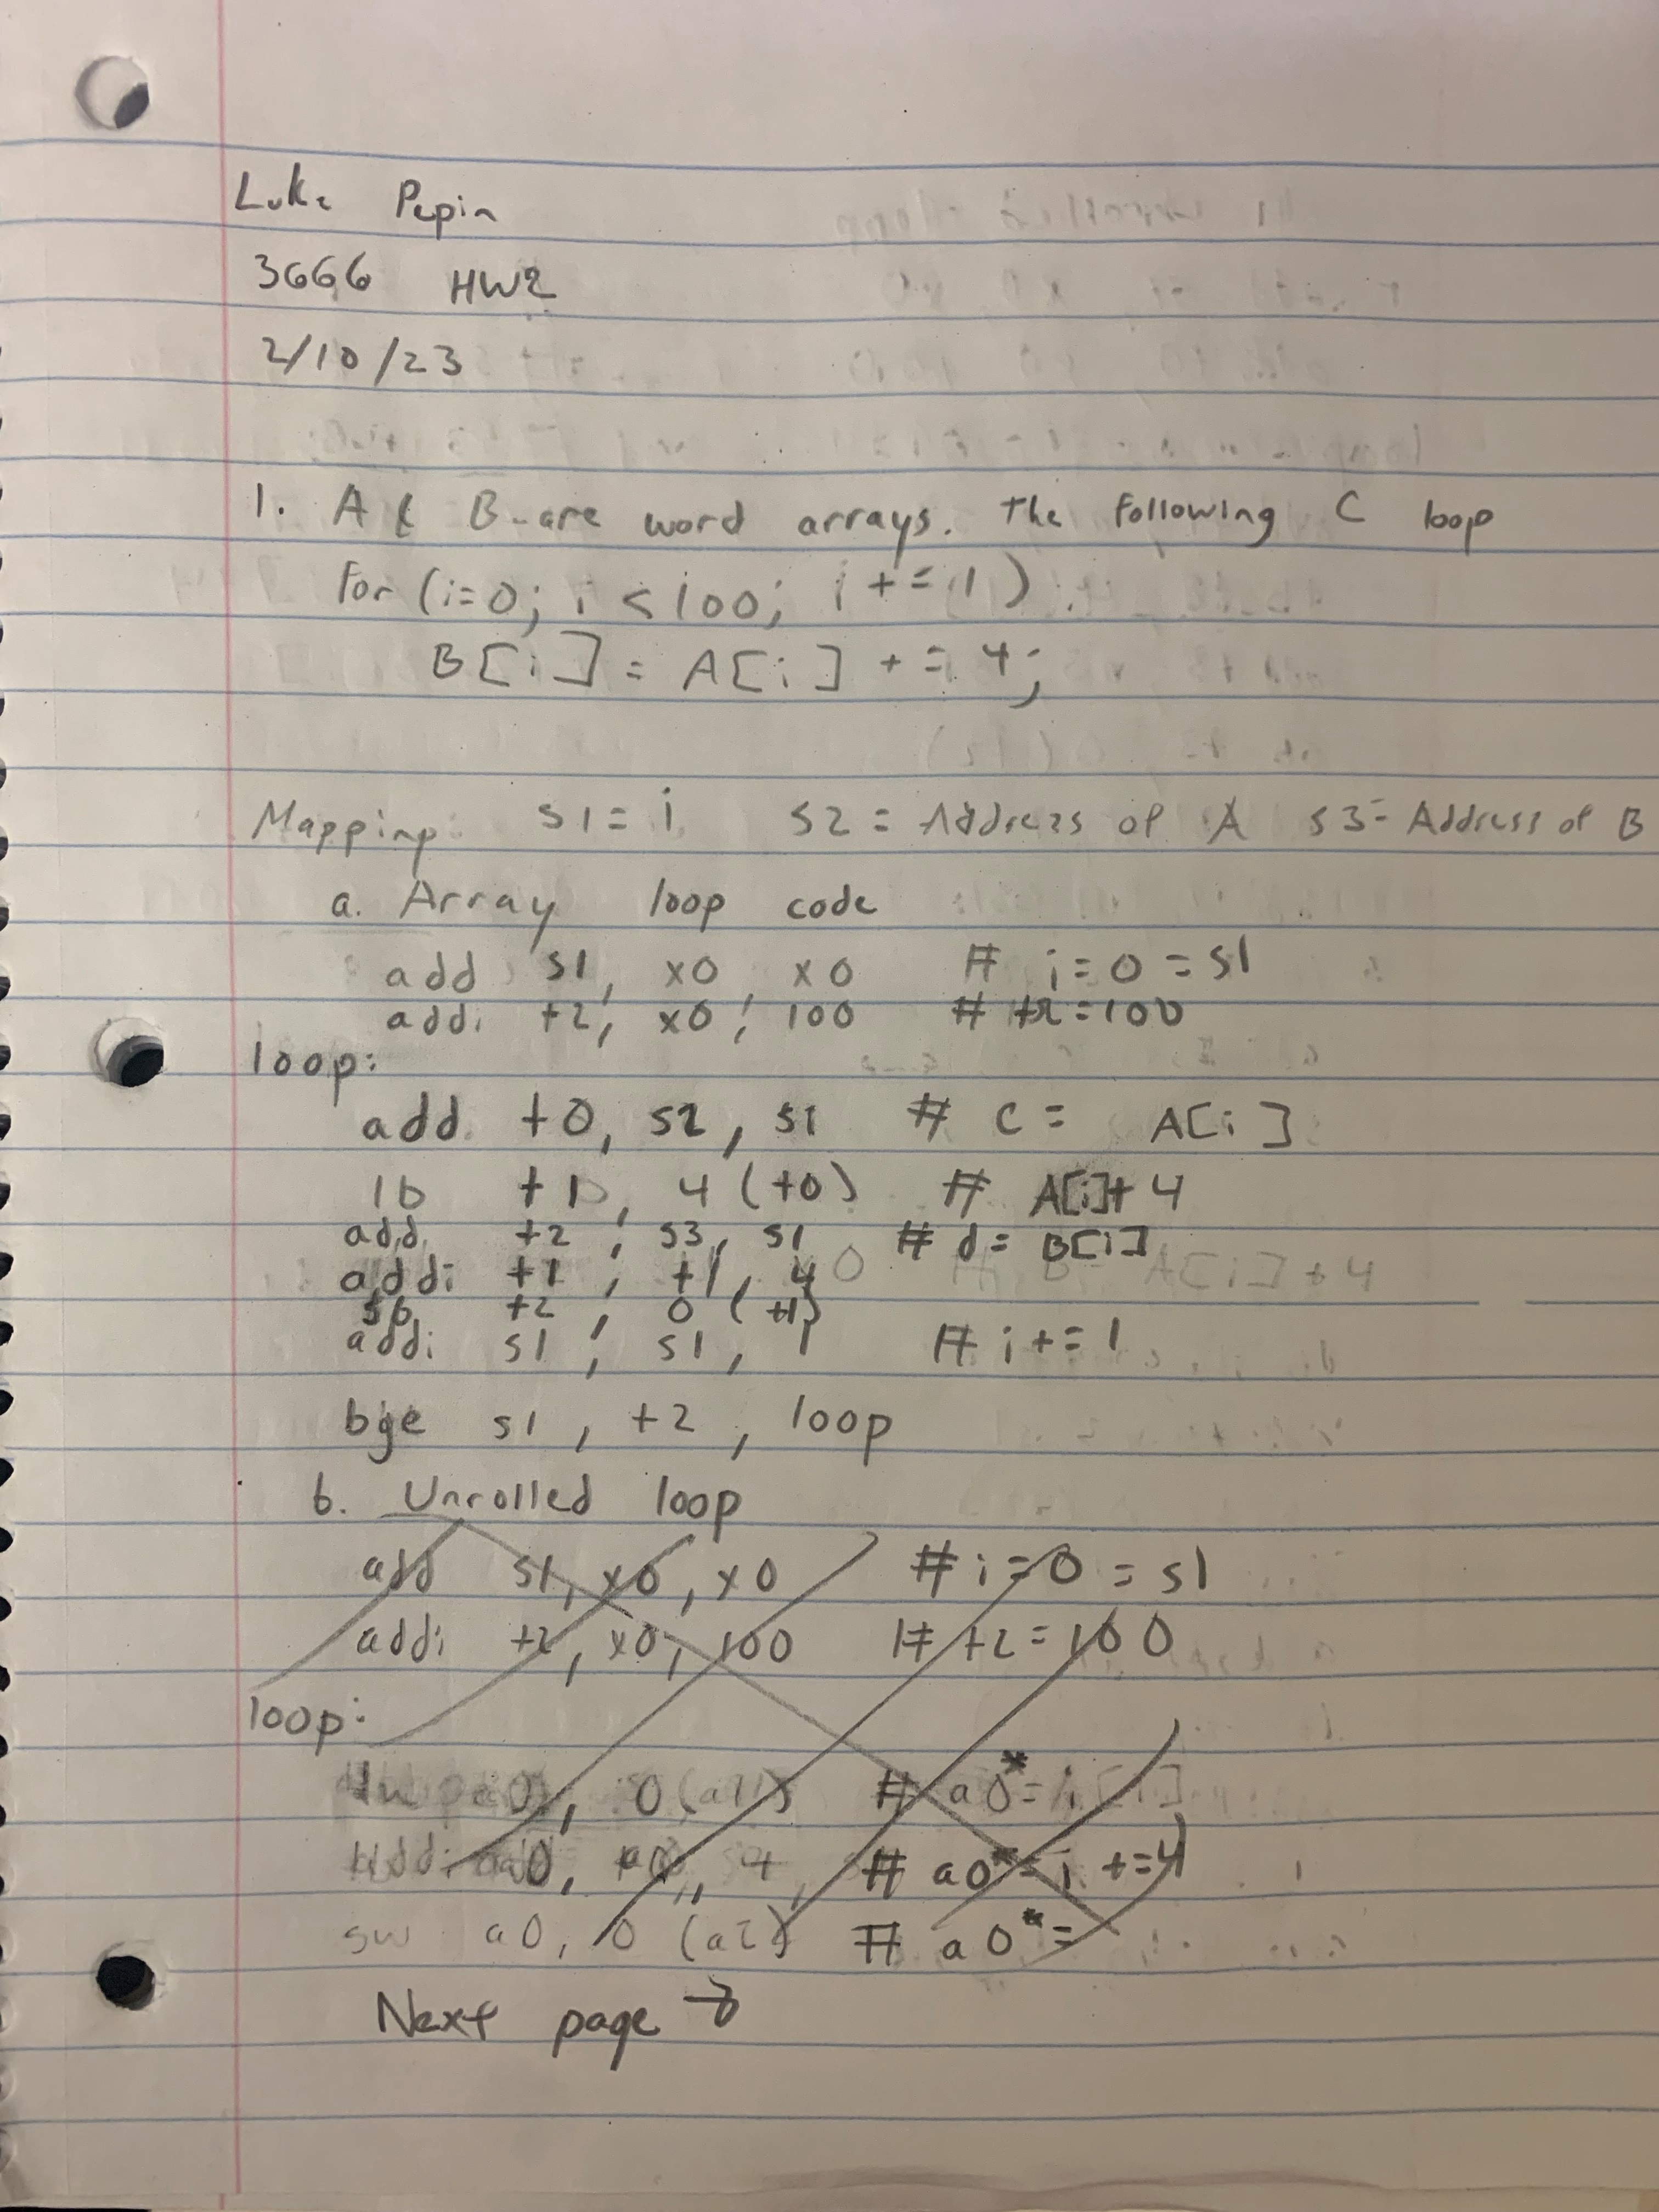 Luke Pepin
3666 HW2
2/10/23
1. A & B are word arrays. The following C loop
For (i=0; i < 100; i += 1)
B[i] = A[i] += 4;
Mapping: s1 = i s2 = Address of A s3 = Address of B
a. Array loop code
add s1, x0, x0 # i=0 = s1
addi t2, x0, 100 # t2=100
loop:
add t0, s2, s1 # c = A[i]
lb t1, 4(t0) # A[i]+4
add t2, s3, s1 # d = B[i]
addi t1, t1, 4
sb t2, 0(t1)
addi s1, s1, 1 # i += 1
bge s1, t2, loop
b. Unrolled loop
add s1, x0, x0 # i=0 = s1
addi t2, x0, 100 # t2 = 100
loop:
0(a1) # a0* =
addi a0, a0, 4 # a0* = i +=4
sw a0, 0(a2) # a0* =
Next page →